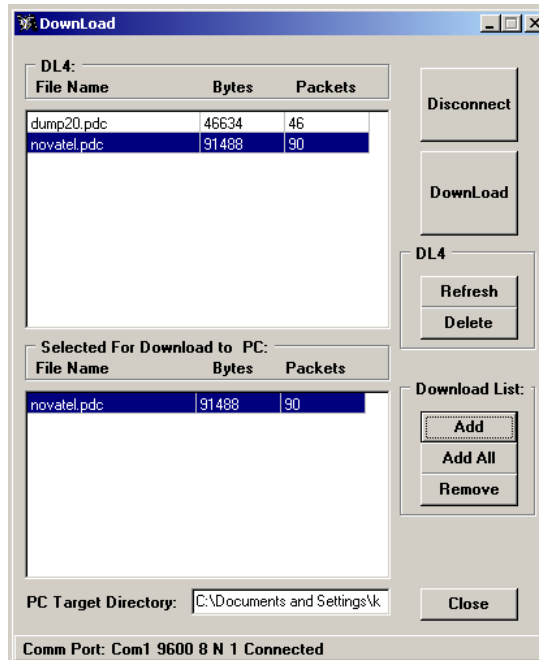 DownLoad
DL4:
File Name Bytes Packets
dump20.pdc 46634 46
novatel.pdc 91488 90
Disconnect
DownLoad
DL4
Refresh
Delete
Selected For Download to PC:
File Name Bytes Packets
novatel.pdc 91488 90
Download List:
Add
Add All
Remove
PC Target Directory: C:\Documents and Settings\k
Close
Comm Port: Com1 9600 8 N 1 Connected